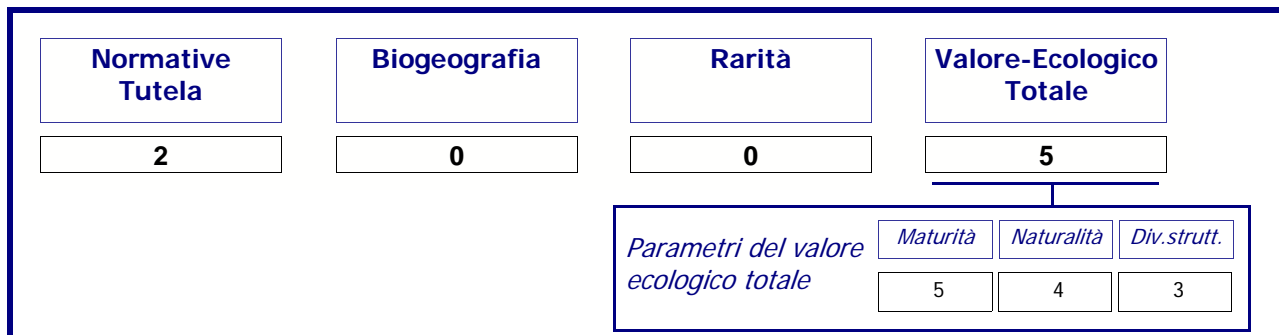 Normative
Tutela
Biogeografia
Rarità
Valore-Ecologico
Totale
2
0
0
5
Parametri del valore
ecologico totale
Maturità
Naturalità
Div.strutt.
5
4
3